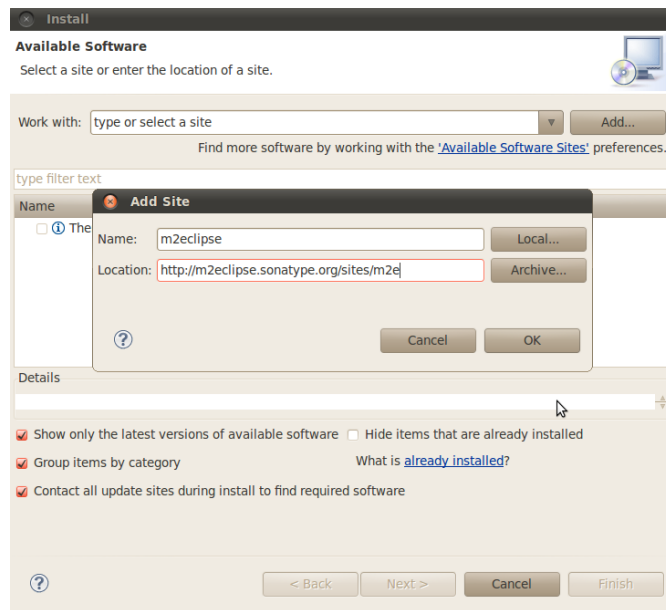 Install
Available Software
Select a site or enter the location of a site.
Work with: type or select a site Add...
Find more software by working with the 'Available Software Sites' preferences.
type filter text
Name
The
Add Site
Name: m2eclipse Local...
Location: http://m2eclipse.sonatype.org/sites/m2e Archive...
Cancel OK
Details
Show only the latest versions of available software Hide items that are already installed
Group items by category What is already installed?
Contact all update sites during install to find required software
< Back Next > Cancel Finish